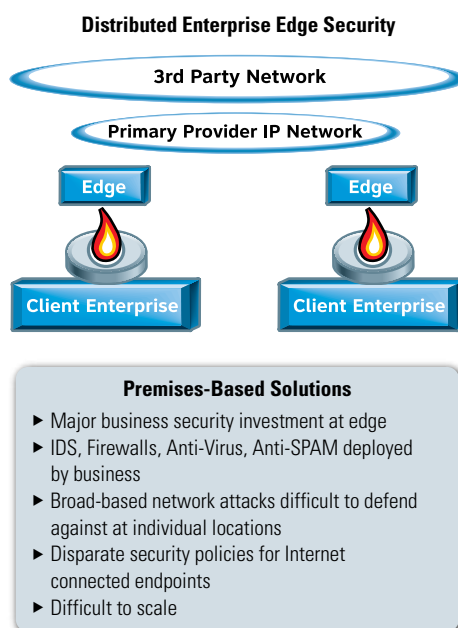 Distributed Enterprise Edge Security
3rd Party Network
Primary Provider IP Network
Edge
Edge
Client Enterprise
Client Enterprise
Premises-Based Solutions
▶ Major business security investment at edge
▶ IDS, Firewalls, Anti-Virus, Anti-SPAM deployed
by business
▶ Broad-based network attacks difficult to defend
against at individual locations
▶ Disparate security policies for Internet
connected endpoints
▶ Difficult to scale